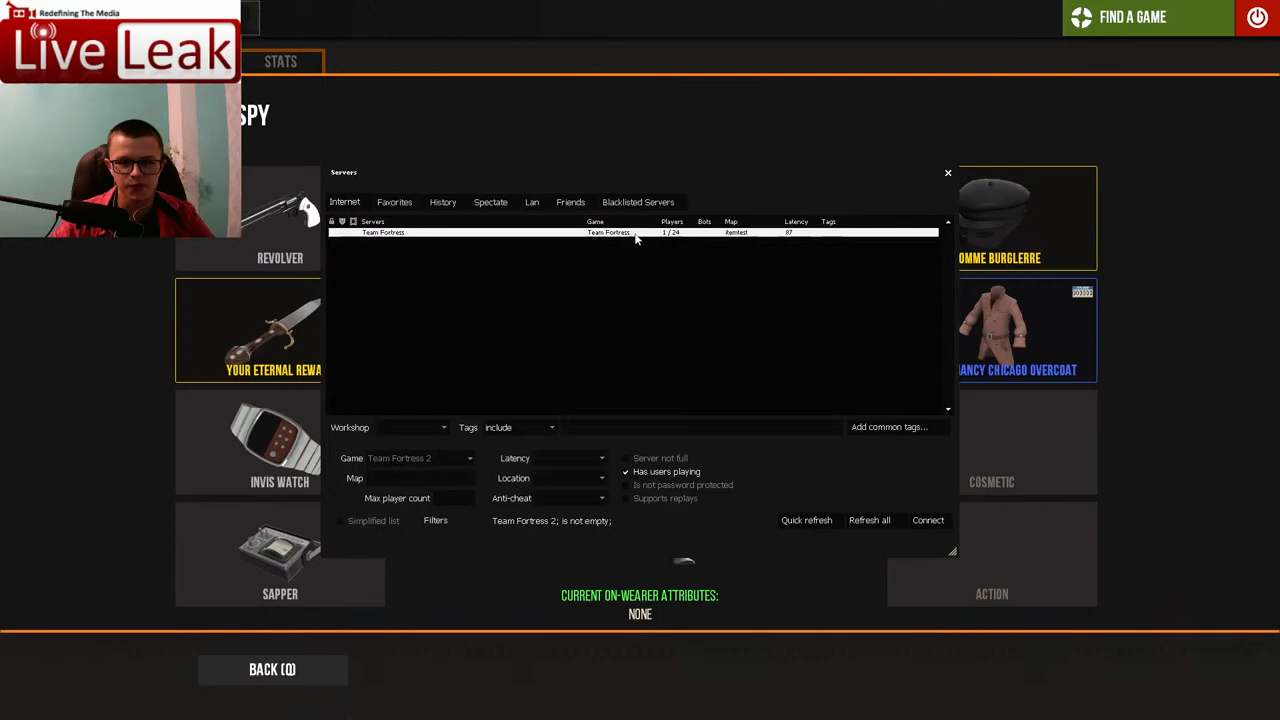 Redefining The Media
LiveLeak
FIND A GAME
STATS
SPY
Servers
Internet Favorites History Spectate Lan Friends Blacklisted Servers
Servers Game Players Bots Map Latency Tags
Team Fortress Team Fortress 1 / 24 itemtest 87
REVOLVER
OMME BURGLERRE
YOUR ETERNAL REWA
NANCY CHICAGO OVERCOAT
Workshop Tags include Add common tags...
Game Team Fortress 2 Latency Server not full
Has users playing
Map Location Is not password protected
Max player count Anti-cheat Supports replays
INVIS WATCH
COSMETIC
Simplified list Filters Team Fortress 2; is not empty; Quick refresh Refresh all Connect
SAPPER
CURRENT ON-WEARER ATTRIBUTES:
NONE
ACTION
BACK (Q)